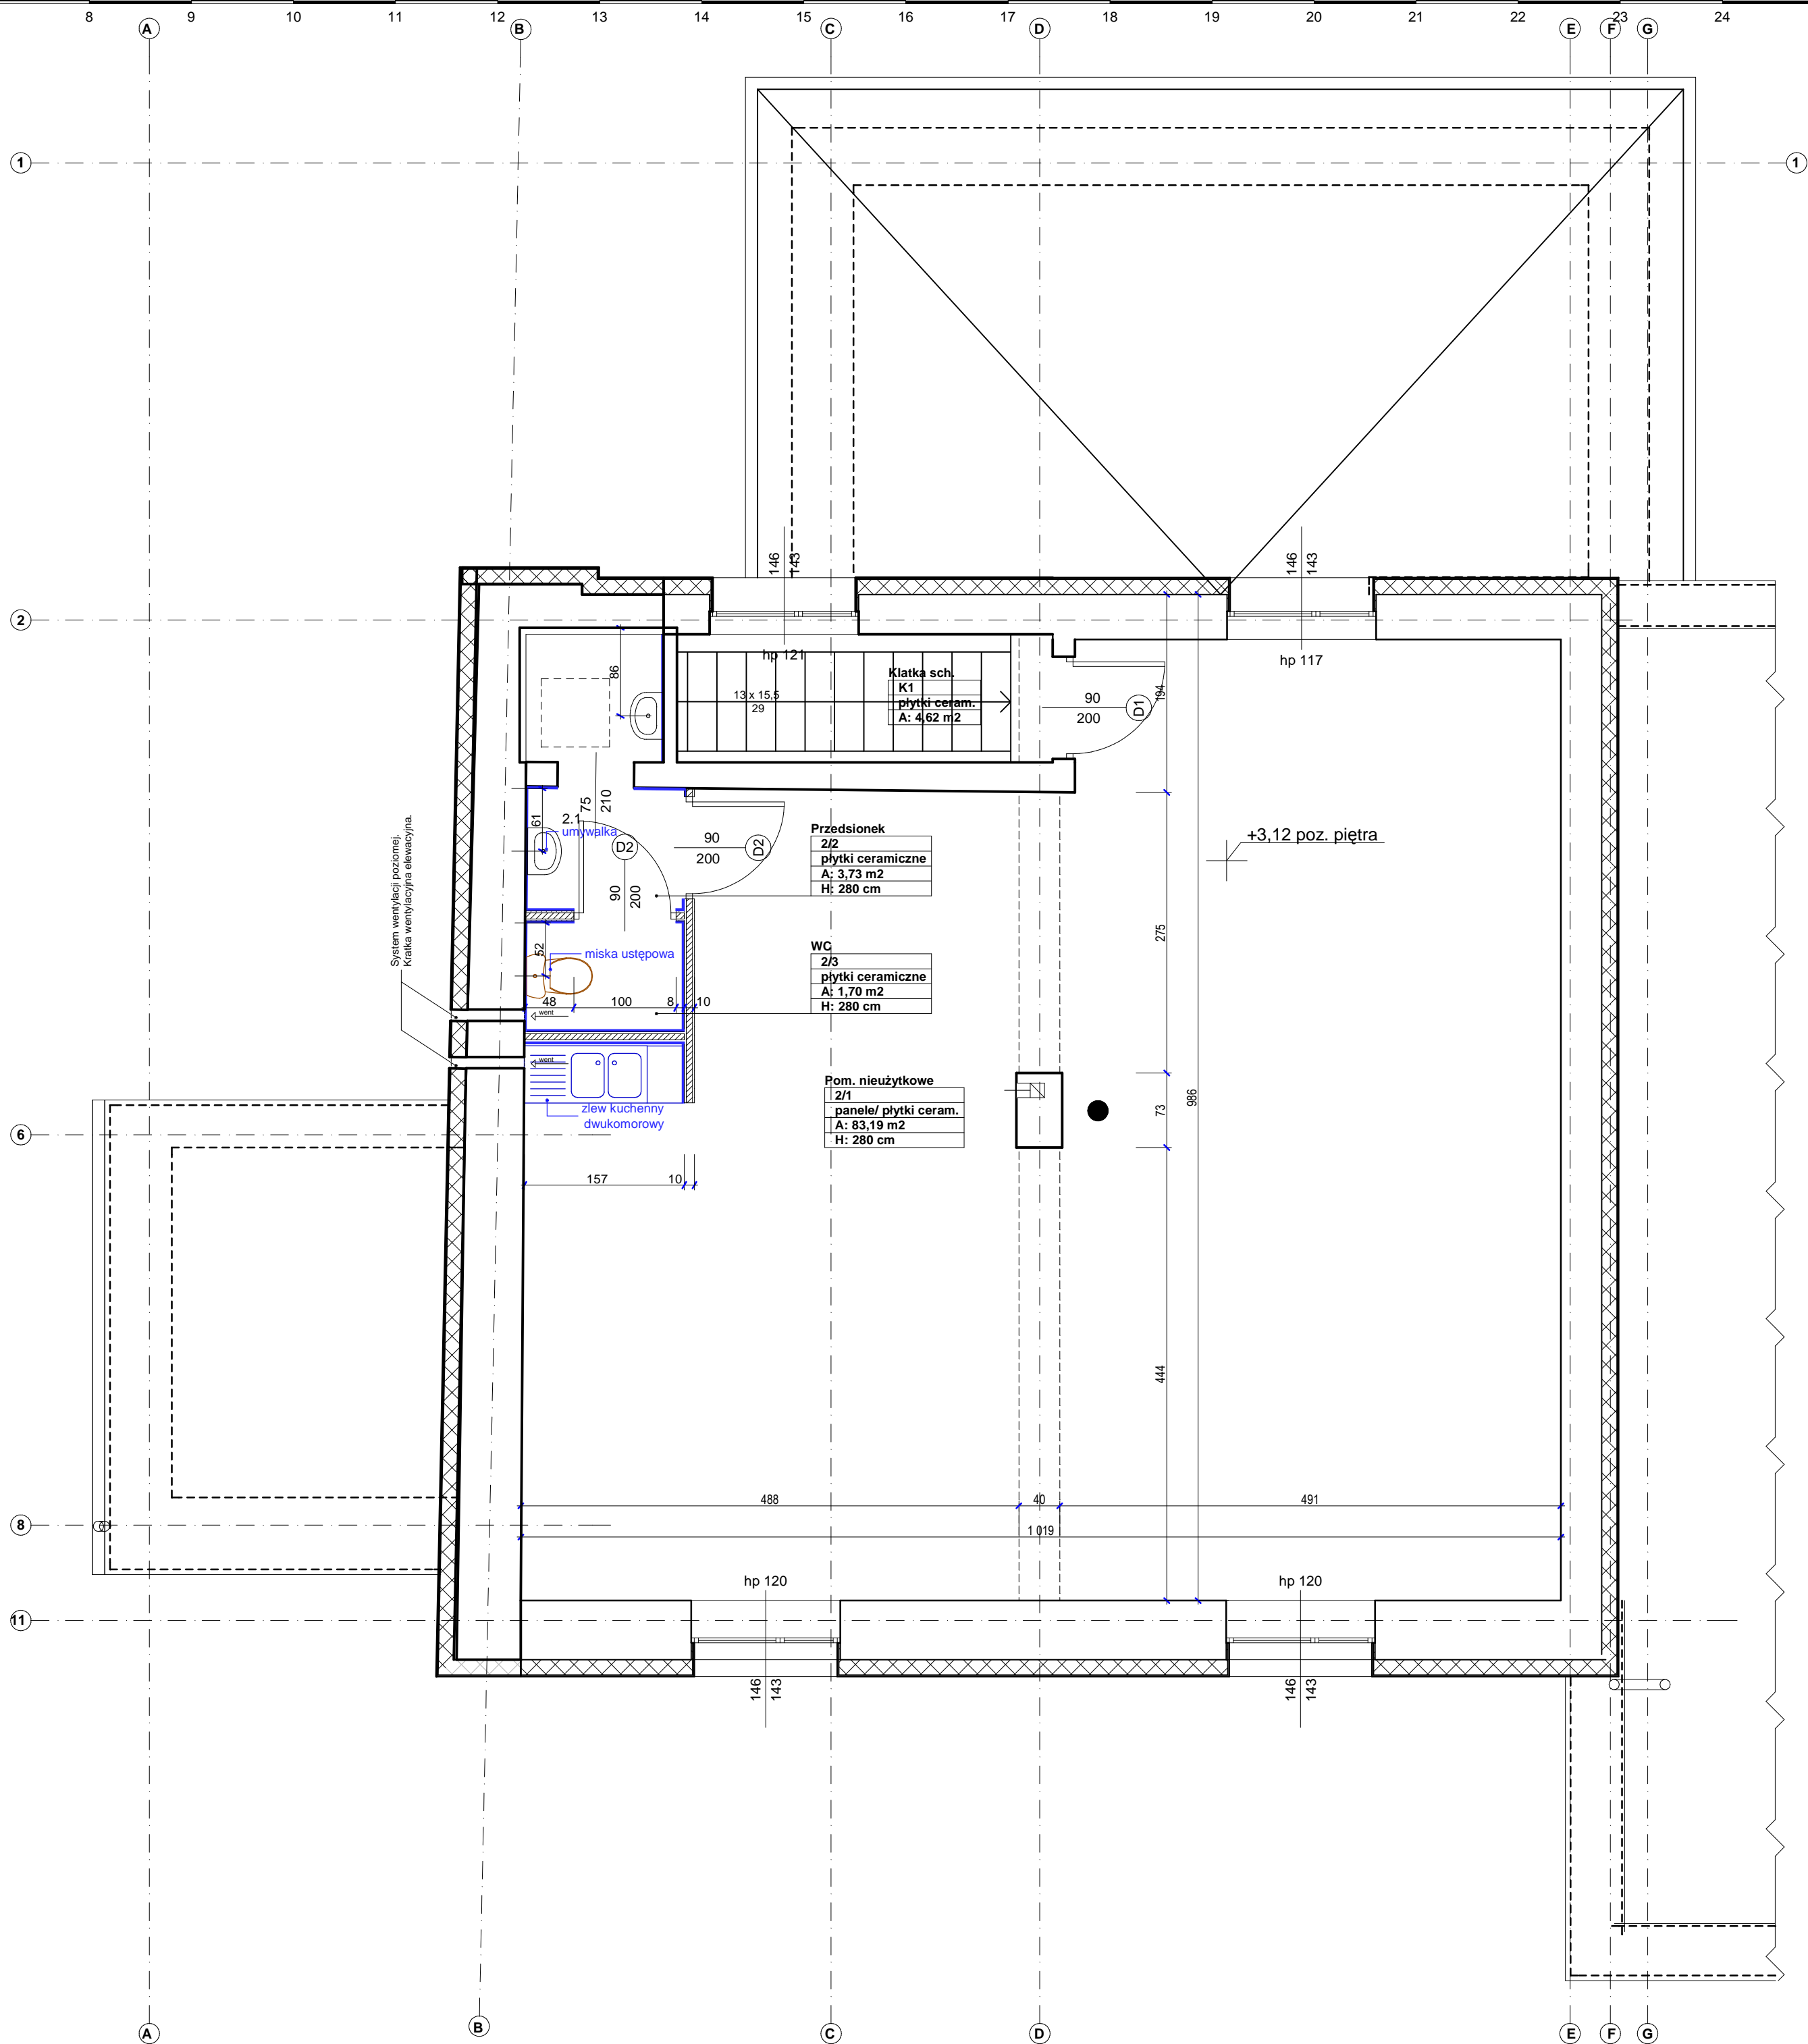 8 9 10 11 12 13 14 15 16 17 18 19 20 21 22 23 24
A B C D E F G
1 1
146 143 146 143
2
hp 121 hp 117
86
Klatka sch.
K1
płytki ceram.
A: 4,62 m2
13 x 15,5
29
90
200
D1
194
75
210
61
2.1
umywalka
D2
90
200
90
200
D2
Przedsionek
2/2
płytki ceramiczne
A: 3,73 m2
H: 280 cm
+3,12 poz. piętra
System wentylacji poziomej.
Kratka wentylacyjna elewacyjna.
52
miska ustępowa
WC
2/3
płytki ceramiczne
A: 1,70 m2
H: 280 cm
275
48 100 8 10
went
went
zlew kuchenny
dwukomorowy
Pom. nieużytkowe
2/1
panele/ płytki ceram.
A: 83,19 m2
H: 280 cm
73
986
6
157 10
444
488 40 491
8
1 019
hp 120 hp 120
11
146 143 146 143
A B C D E F G